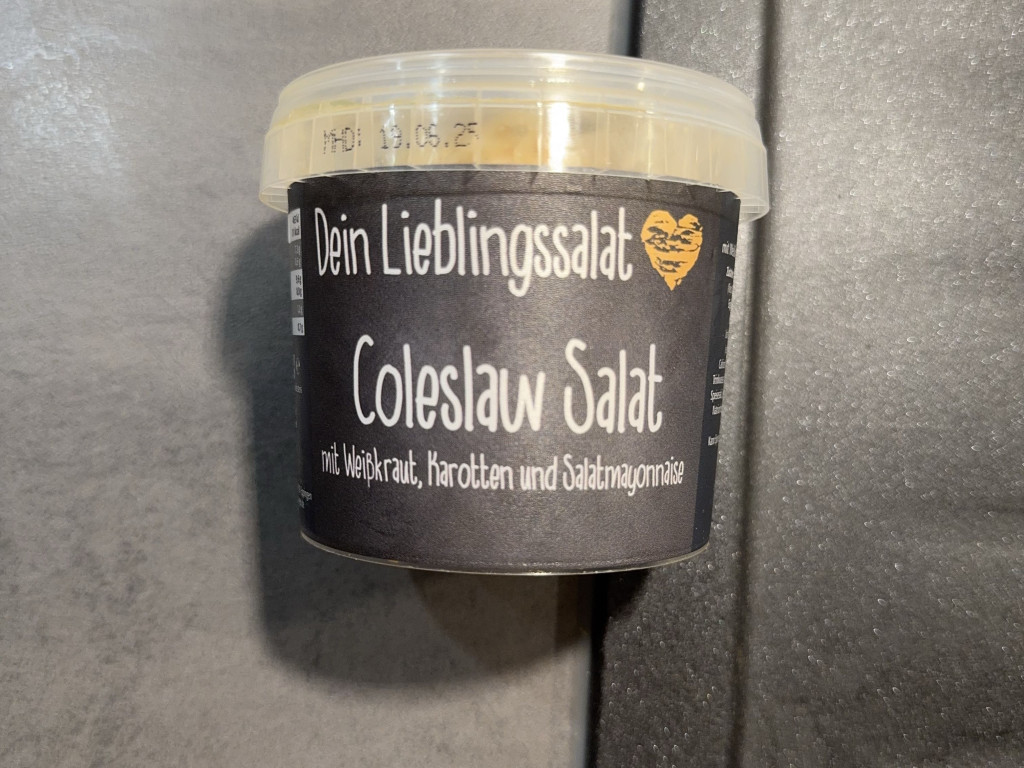 MHD: 19.06.25
Dein Lieblingssalat
Coleslaw Salat
mit Weißkraut, Karotten und Salatmayonnaise